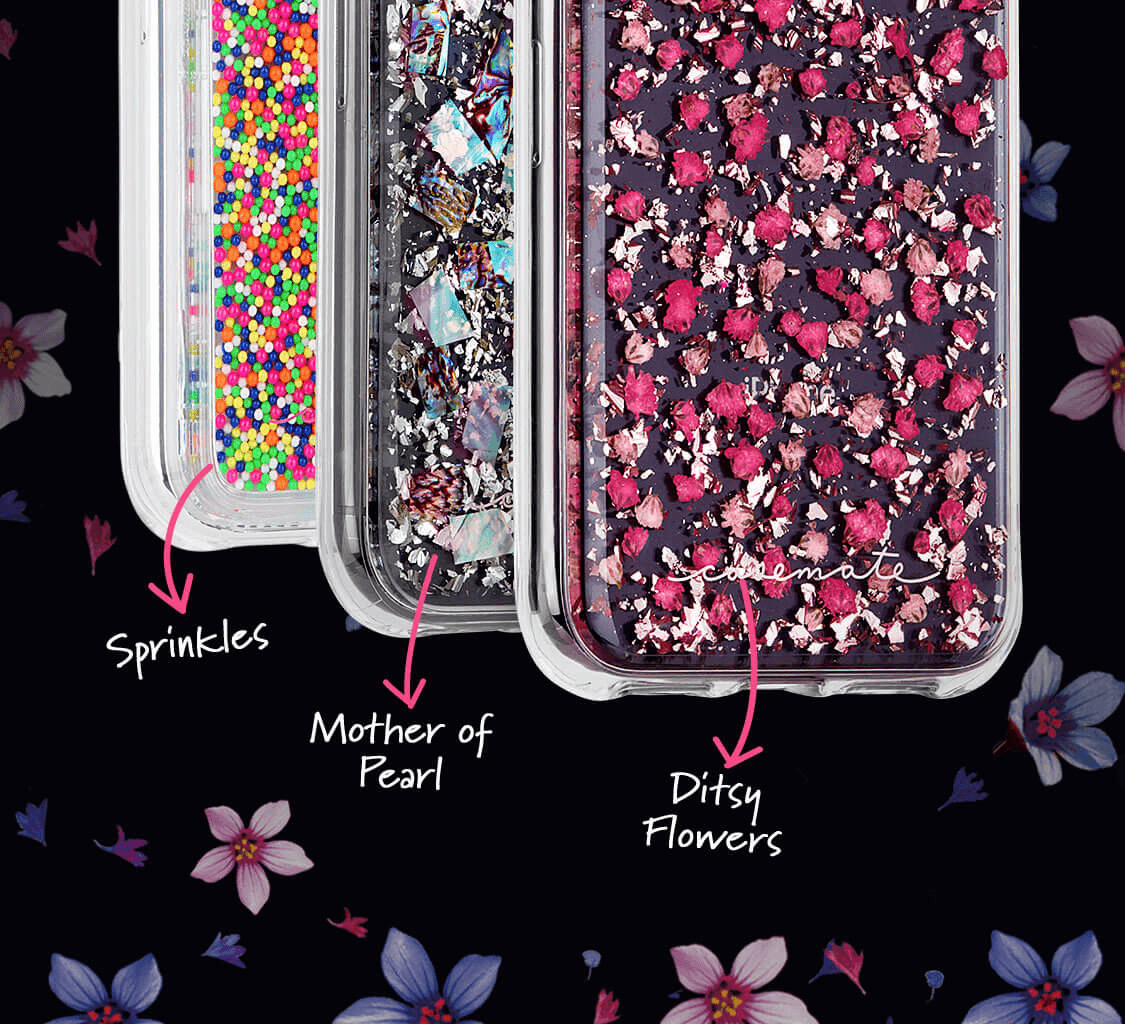 casemate
Sprinkles
Mother of
Pearl
Ditsy
Flowers